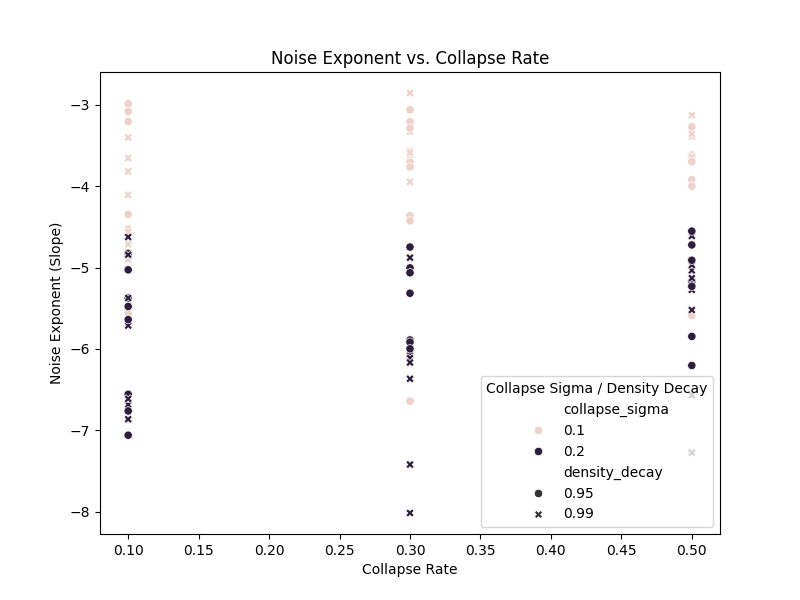 Noise Exponent vs. Collapse Rate
Noise Exponent (Slope)
−3
−4
−5
−6
−7
−8
Collapse Sigma / Density Decay
collapse_sigma
0.1
0.2
density_decay
0.95
0.99
0.10 0.15 0.20 0.25 0.30 0.35 0.40 0.45 0.50
Collapse Rate